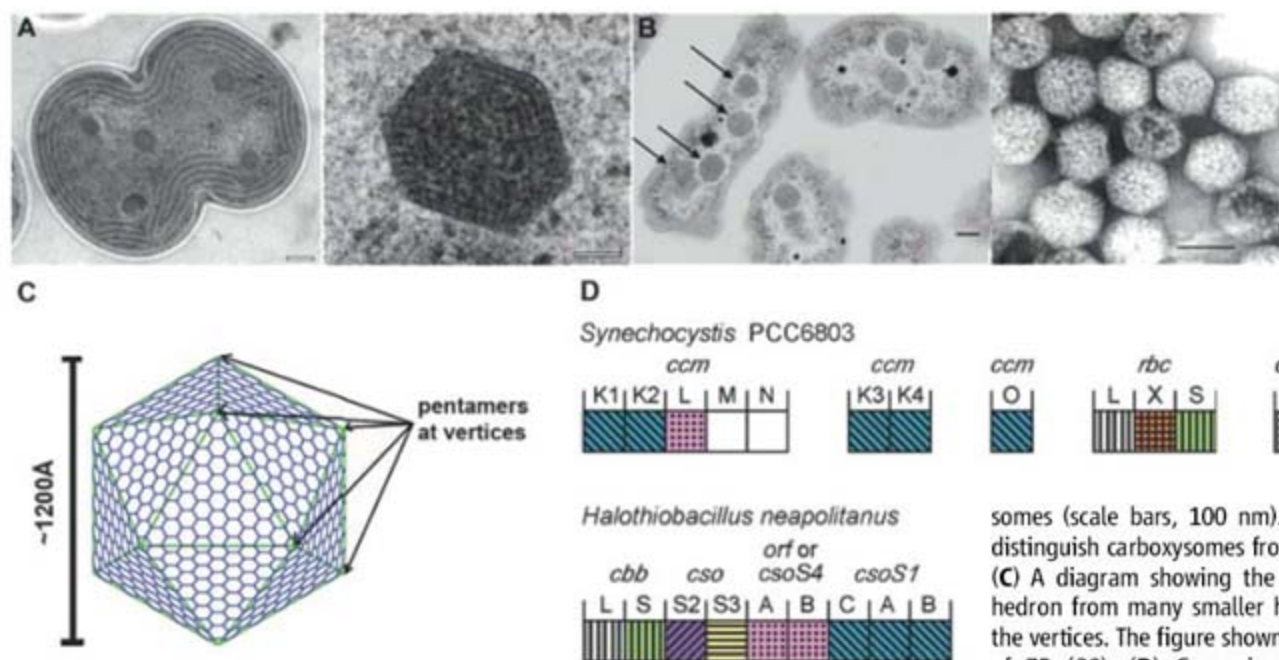 A
B
C
~1200A
pentamers
at vertices
D
Synechocystis PCC6803
ccm
K1 K2 L M N
ccm
K3 K4
ccm
O
rbc
L X S
Halothiobacillus neapolitanus
cbb
L S
cso
S2 S3
orf or
csoS4
A B
csoS1
C A B
somes (scale bars, 100 nm).
distinguish carboxysomes fro
(C) A diagram showing the
hedron from many smaller h
the vertices. The figure shown